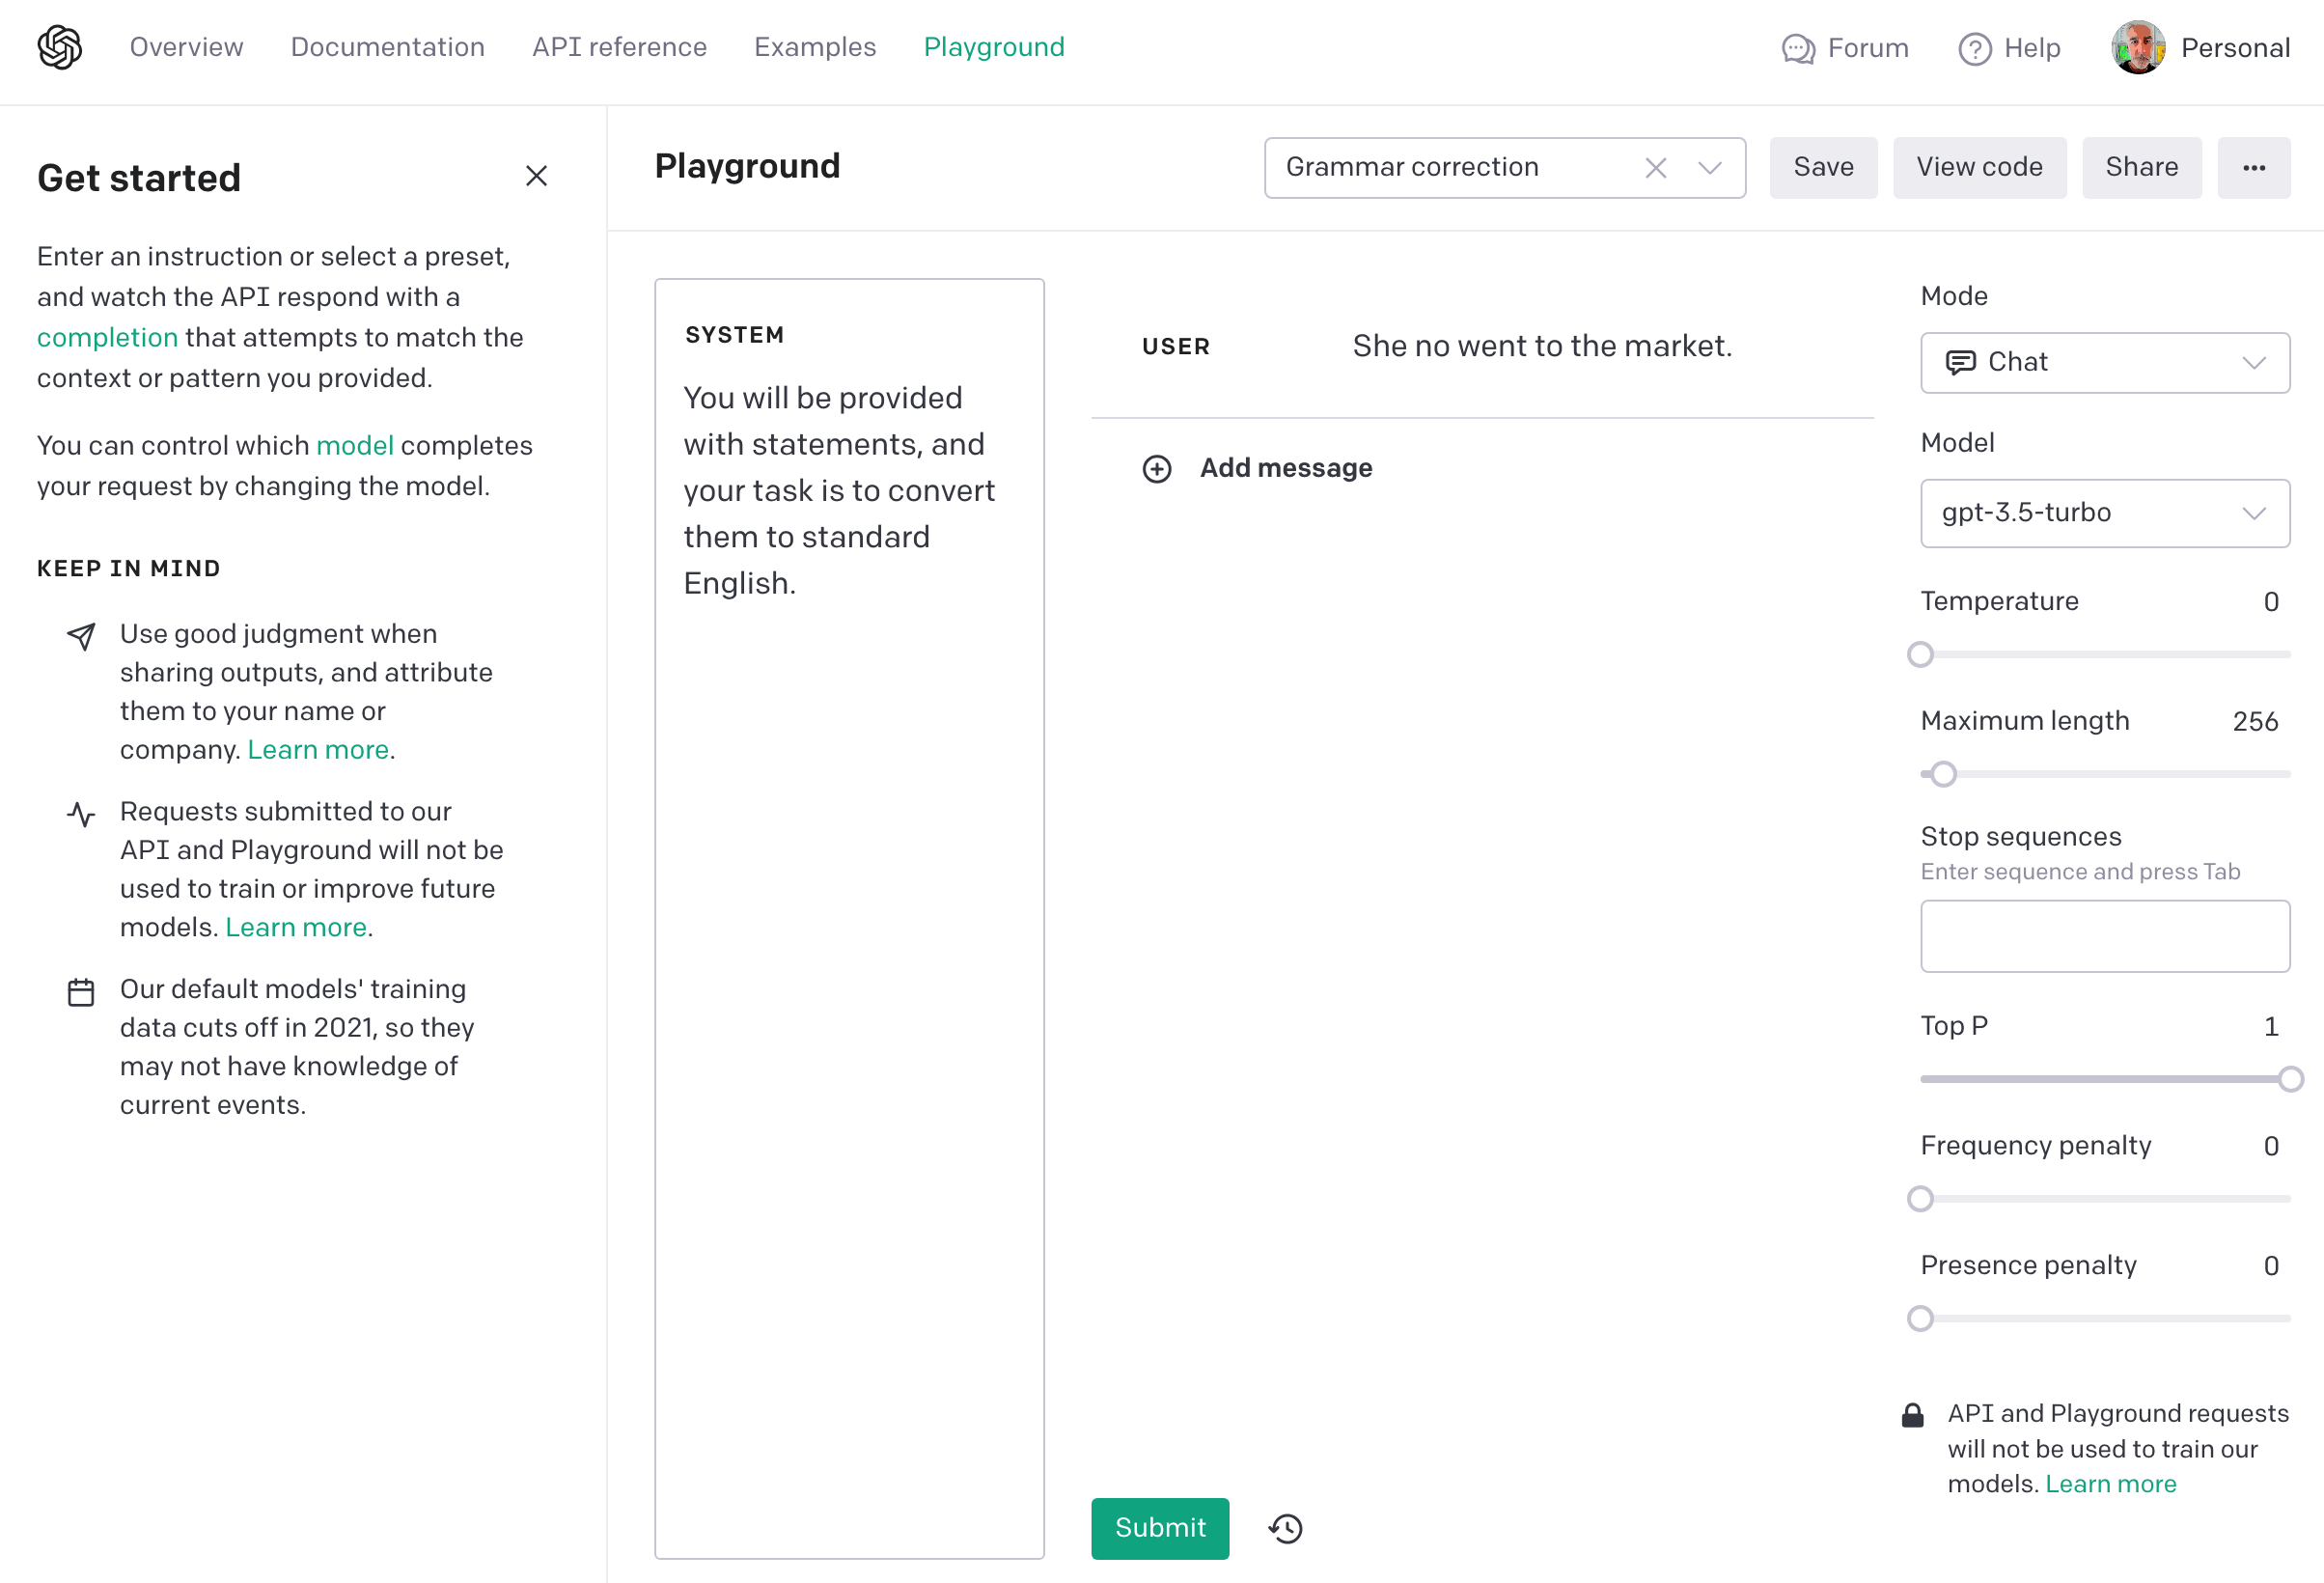 Overview Documentation API reference Examples Playground Forum Help Personal
Get started
Enter an instruction or select a preset,
and watch the API respond with a
completion that attempts to match the
context or pattern you provided.
You can control which model completes
your request by changing the model.
KEEP IN MIND
Use good judgment when
sharing outputs, and attribute
them to your name or
company. Learn more.
Requests submitted to our
API and Playground will not be
used to train or improve future
models. Learn more.
Our default models' training
data cuts off in 2021, so they
may not have knowledge of
current events.
Playground Grammar correction Save View code Share ...
SYSTEM
You will be provided
with statements, and
your task is to convert
them to standard
English.
USER She no went to the market.
Add message
Submit
Mode
Chat
Model
gpt-3.5-turbo
Temperature 0
Maximum length 256
Stop sequences
Enter sequence and press Tab
Top P 1
Frequency penalty 0
Presence penalty 0
API and Playground requests
will not be used to train our
models. Learn more